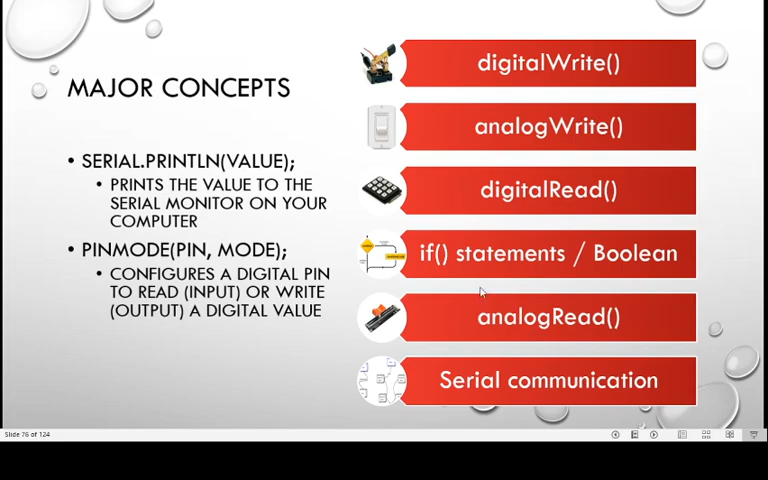 MAJOR CONCEPTS
• SERIAL.PRINTLN(VALUE);
• PRINTS THE VALUE TO THE
SERIAL MONITOR ON YOUR
COMPUTER
• PINMODE(PIN, MODE);
• CONFIGURES A DIGITAL PIN
TO READ (INPUT) OR WRITE
(OUTPUT) A DIGITAL VALUE
digitalWrite()
analogWrite()
digitalRead()
if() statements / Boolean
analogRead()
Serial communication
Slide 76 of 124